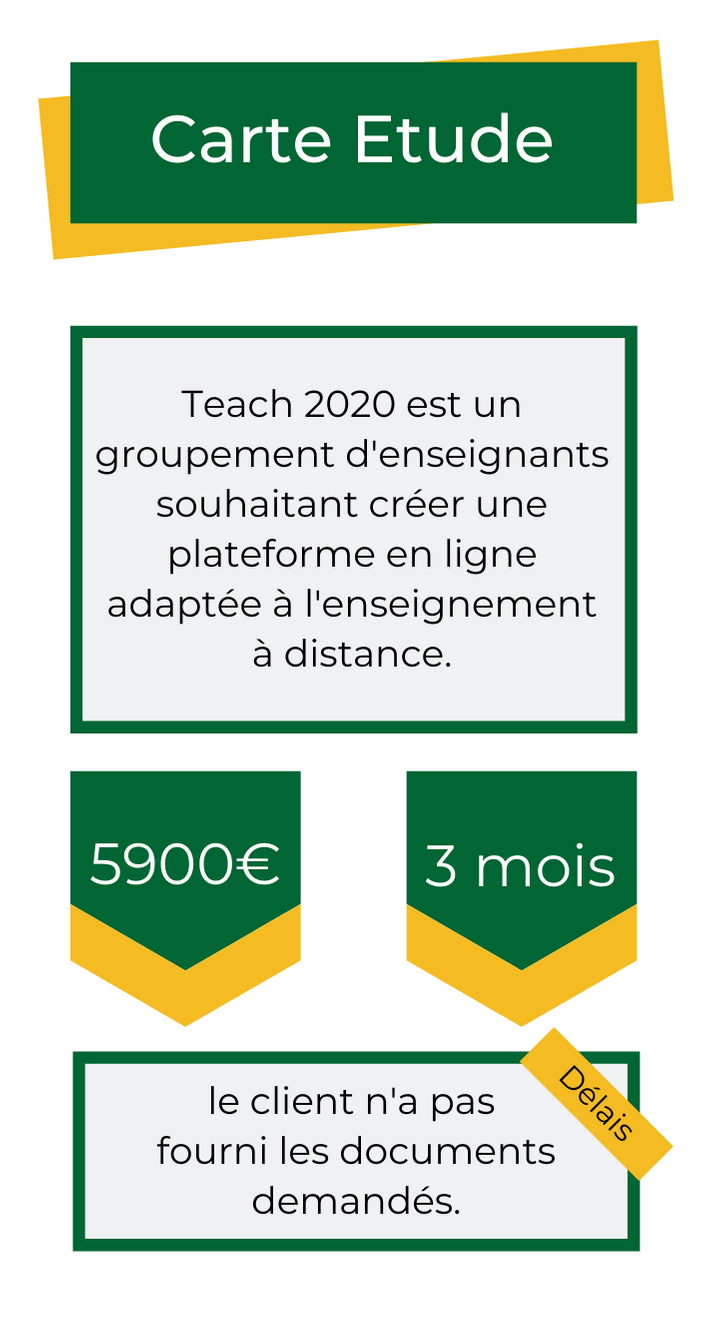 Carte Etude
Teach 2020 est un
groupement d'enseignants
souhaitant créer une
plateforme en ligne
adaptée à l'enseignement
à distance.
5900€
3 mois
Délais
le client n'a pas
fourni les documents
demandés.